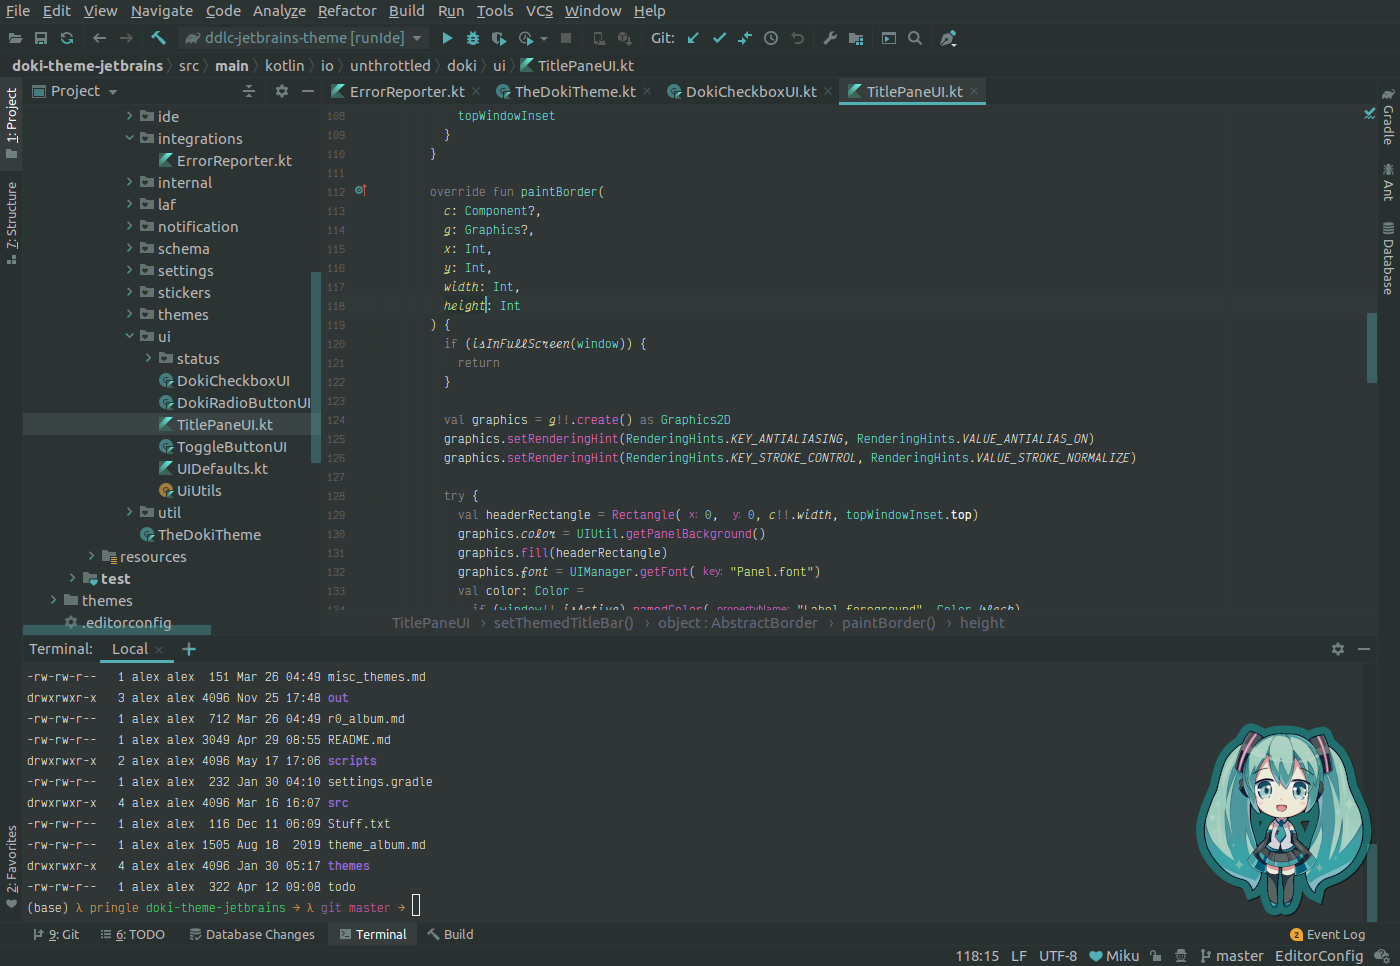 File Edit View Navigate Code Analyze Refactor Build Run Tools VCS Window Help
ddlc-jetbrains-theme [runIde] Git:
doki-theme-jetbrains src main kotlin io unthrottled doki ui TitlePaneUI.kt
1: Project
7: Structure
2: Favorites
Project
ide
integrations
ErrorReporter.kt
internal
laf
notification
schema
settings
stickers
themes
ui
status
DokiCheckboxUI
DokiRadioButtonUI
TitlePaneUI.kt
ToggleButtonUI
UIDefaults.kt
UiUtils
util
TheDokiTheme
resources
test
themes
.editorconfig
ErrorReporter.kt TheDokiTheme.kt DokiCheckboxUI.kt TitlePaneUI.kt
108 topWindowInset
109 }
110 }
111
112 override fun paintBorder(
113 c: Component?,
114 g: Graphics?,
115 x: Int,
116 y: Int,
117 width: Int,
118 height: Int
119 ) {
120 if (isInFullScreen(window)) {
121 return
122 }
123
124 val graphics = g!!.create() as Graphics2D
125 graphics.setRenderingHint(RenderingHints.KEY_ANTIALIASING, RenderingHints.VALUE_ANTIALIAS_ON)
126 graphics.setRenderingHint(RenderingHints.KEY_STROKE_CONTROL, RenderingHints.VALUE_STROKE_NORMALIZE)
127
128 try {
129 val headerRectangle = Rectangle( x: 0, y: 0, c!!.width, topWindowInset.top)
130 graphics.color = UIUtil.getPanelBackground()
131 graphics.fill(headerRectangle)
132 graphics.font = UIManager.getFont( key: "Panel.font")
133 val color: Color =
134 if (window!!.isActive) namedColor( propertyName: "Label.foreground", Color.black)
TitlePaneUI › setThemedTitleBar() › object : AbstractBorder › paintBorder() › height
Gradle
Ant
Database
Terminal: Local
-rw-rw-r-- 1 alex alex 151 Mar 26 04:49 misc_themes.md
drwxrwxr-x 3 alex alex 4096 Nov 25 17:48 out
-rw-rw-r-- 1 alex alex 712 Mar 26 04:49 r0_album.md
-rw-rw-r-- 1 alex alex 3049 Apr 29 08:55 README.md
drwxrwxr-x 2 alex alex 4096 May 17 17:06 scripts
-rw-rw-r-- 1 alex alex 232 Jan 30 04:10 settings.gradle
drwxrwxr-x 4 alex alex 4096 Mar 16 16:07 src
-rw-rw-r-- 1 alex alex 116 Dec 11 06:09 Stuff.txt
-rw-rw-r-- 1 alex alex 1505 Aug 18 2019 theme_album.md
drwxrwxr-x 4 alex alex 4096 Jan 30 05:17 themes
-rw-rw-r-- 1 alex alex 322 Apr 12 09:08 todo
(base) λ pringle doki-theme-jetbrains → λ git master →
9: Git 6: TODO Database Changes Terminal Build 2 Event Log
118:15 LF UTF-8 Miku master EditorConfig